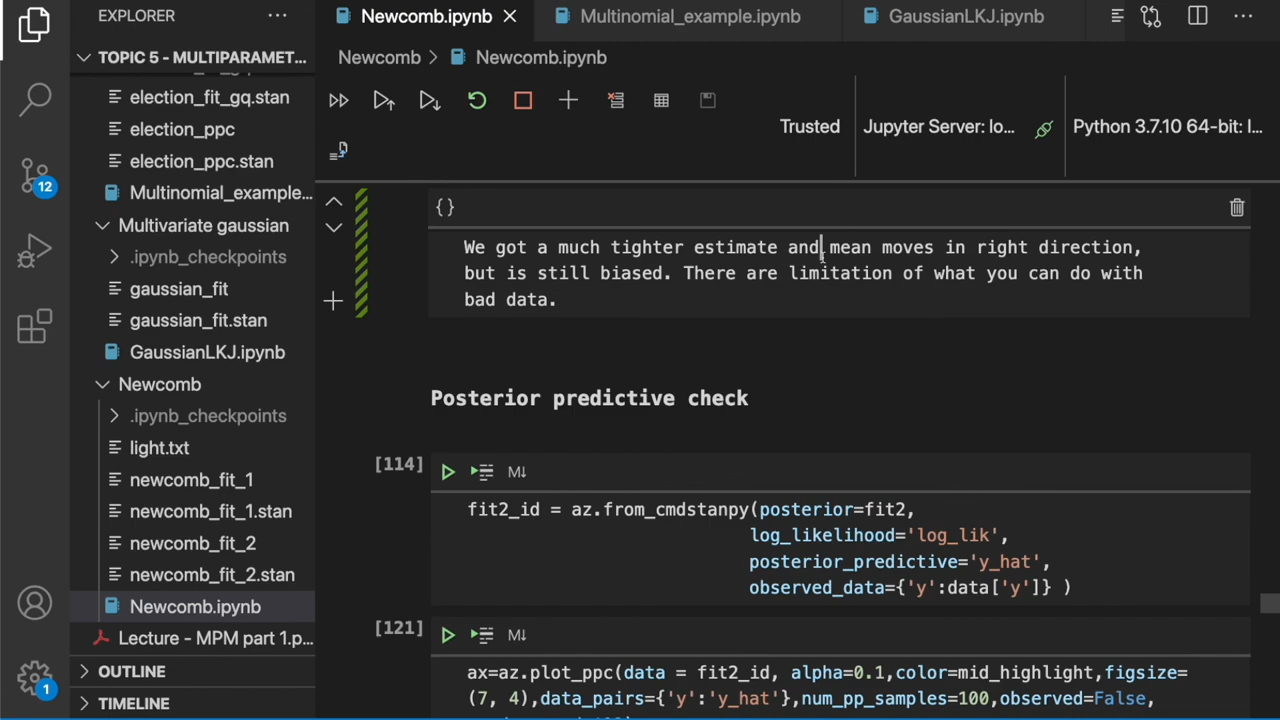 EXPLORER
Newcomb.ipynb
Multinomial_example.ipynb
GaussianLKJ.ipynb
TOPIC 5 - MULTIPARAMET...
Newcomb > Newcomb.ipynb
election_fit_gq.stan
election_ppc
election_ppc.stan
Multinomial_example...
Multivariate gaussian
.ipynb_checkpoints
gaussian_fit
gaussian_fit.stan
GaussianLKJ.ipynb
Newcomb
.ipynb_checkpoints
light.txt
newcomb_fit_1
newcomb_fit_1.stan
newcomb_fit_2
newcomb_fit_2.stan
Newcomb.ipynb
Lecture - MPM part 1.p...
OUTLINE
TIMELINE
12
1
Trusted
Jupyter Server: lo...
Python 3.7.10 64-bit: I...
{}
We got a much tighter estimate and mean moves in right direction,
but is still biased. There are limitation of what you can do with
bad data.
Posterior predictive check
[114]
M↓
fit2_id = az.from_cmdstanpy(posterior=fit2,
log_likelihood='log_lik',
posterior_predictive='y_hat',
observed_data={'y':data['y']} )
[121]
M↓
ax=az.plot_ppc(data = fit2_id, alpha=0.1,color=mid_highlight,figsize=
(7, 4),data_pairs={'y':'y_hat'},num_pp_samples=100,observed=False,